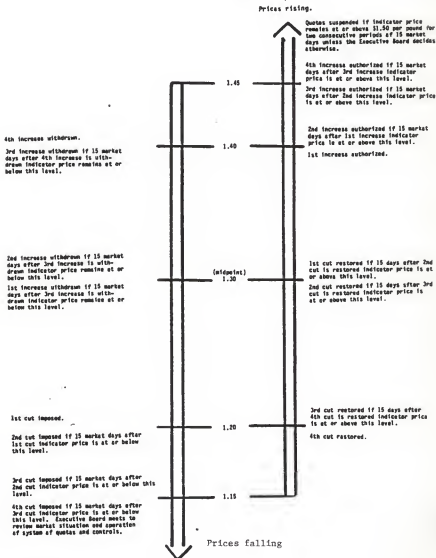 Prices rising.
Quotas suspended if indicator price
remains at or above $1.50 per pound for
two consecutive periods of 15 market
days unless the Executive Board decides
otherwise.
4th increase authorized if 15 market
days after 3rd increase indicator
price is at or above this level.
3rd increase authorized if 15 market
days after 2nd increase indicator price
is at or above this level.
1.45
4th increase withdrawn.
3rd increase withdrawn if 15 market
days after 4th increase is with-
drawn indicator price remains at or
below this level.
1.40
2nd increase authorized if 15 market
days after 1st increase indicator
price is at or above this level.
1st increase authorized.
2nd increase withdrawn if 15 market
days after 3rd increase is with-
drawn indicator price remains at or
below this level.
1st increase withdrawn if 15 market
days after 3rd increase is with-
drawn indicator price remains at or
below this level.
(midpoint)
1.30
1st cut restored if 15 days after 2nd
cut is restored indicator price is at
or above this level.
2nd cut restored if 15 days after 3rd
cut is restored indicator price is
at or above this level.
1st cut imposed.
2nd cut imposed if 15 market days after
1st cut indicator price is at or below
this level.
1.20
3rd cut restored if 15 days after
4th cut is restored indicator price
is at or above this level.
4th cut restored.
3rd cut imposed if 15 market days after
2nd cut indicator price is at or below this
level.
4th cut imposed if 15 market days after
3rd cut indicator price is at or below
this level. Executive Board meets to
review market situation and operation
of system of quotas and controls.
1.15
Prices falling